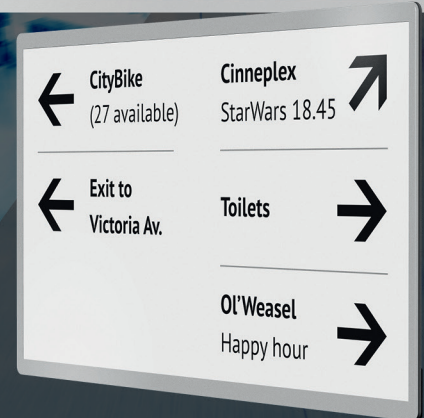 CityBike
(27 available)
Exit to
Victoria Av.
Cinneplex
StarWars 18.45
Toilets
Ol'Weasel
Happy hour